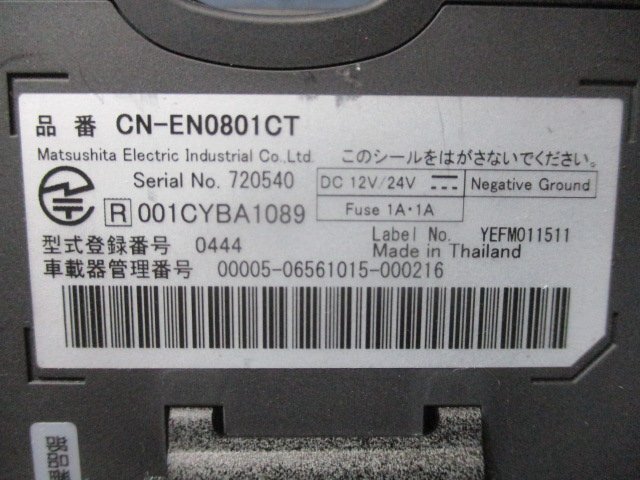 品 番 CN-EN0801CT
Matsushita Electric Industrial Co.,Ltd. このシールをはがさないでください。
Serial No. 720540 DC 12V/24V Negative Ground
R 001CYBA1089 Fuse 1A・1A
型式登録番号 0444 Label No. YEFM011511
Made in Thailand
車載器管理番号 00005-06561015-000216
部品